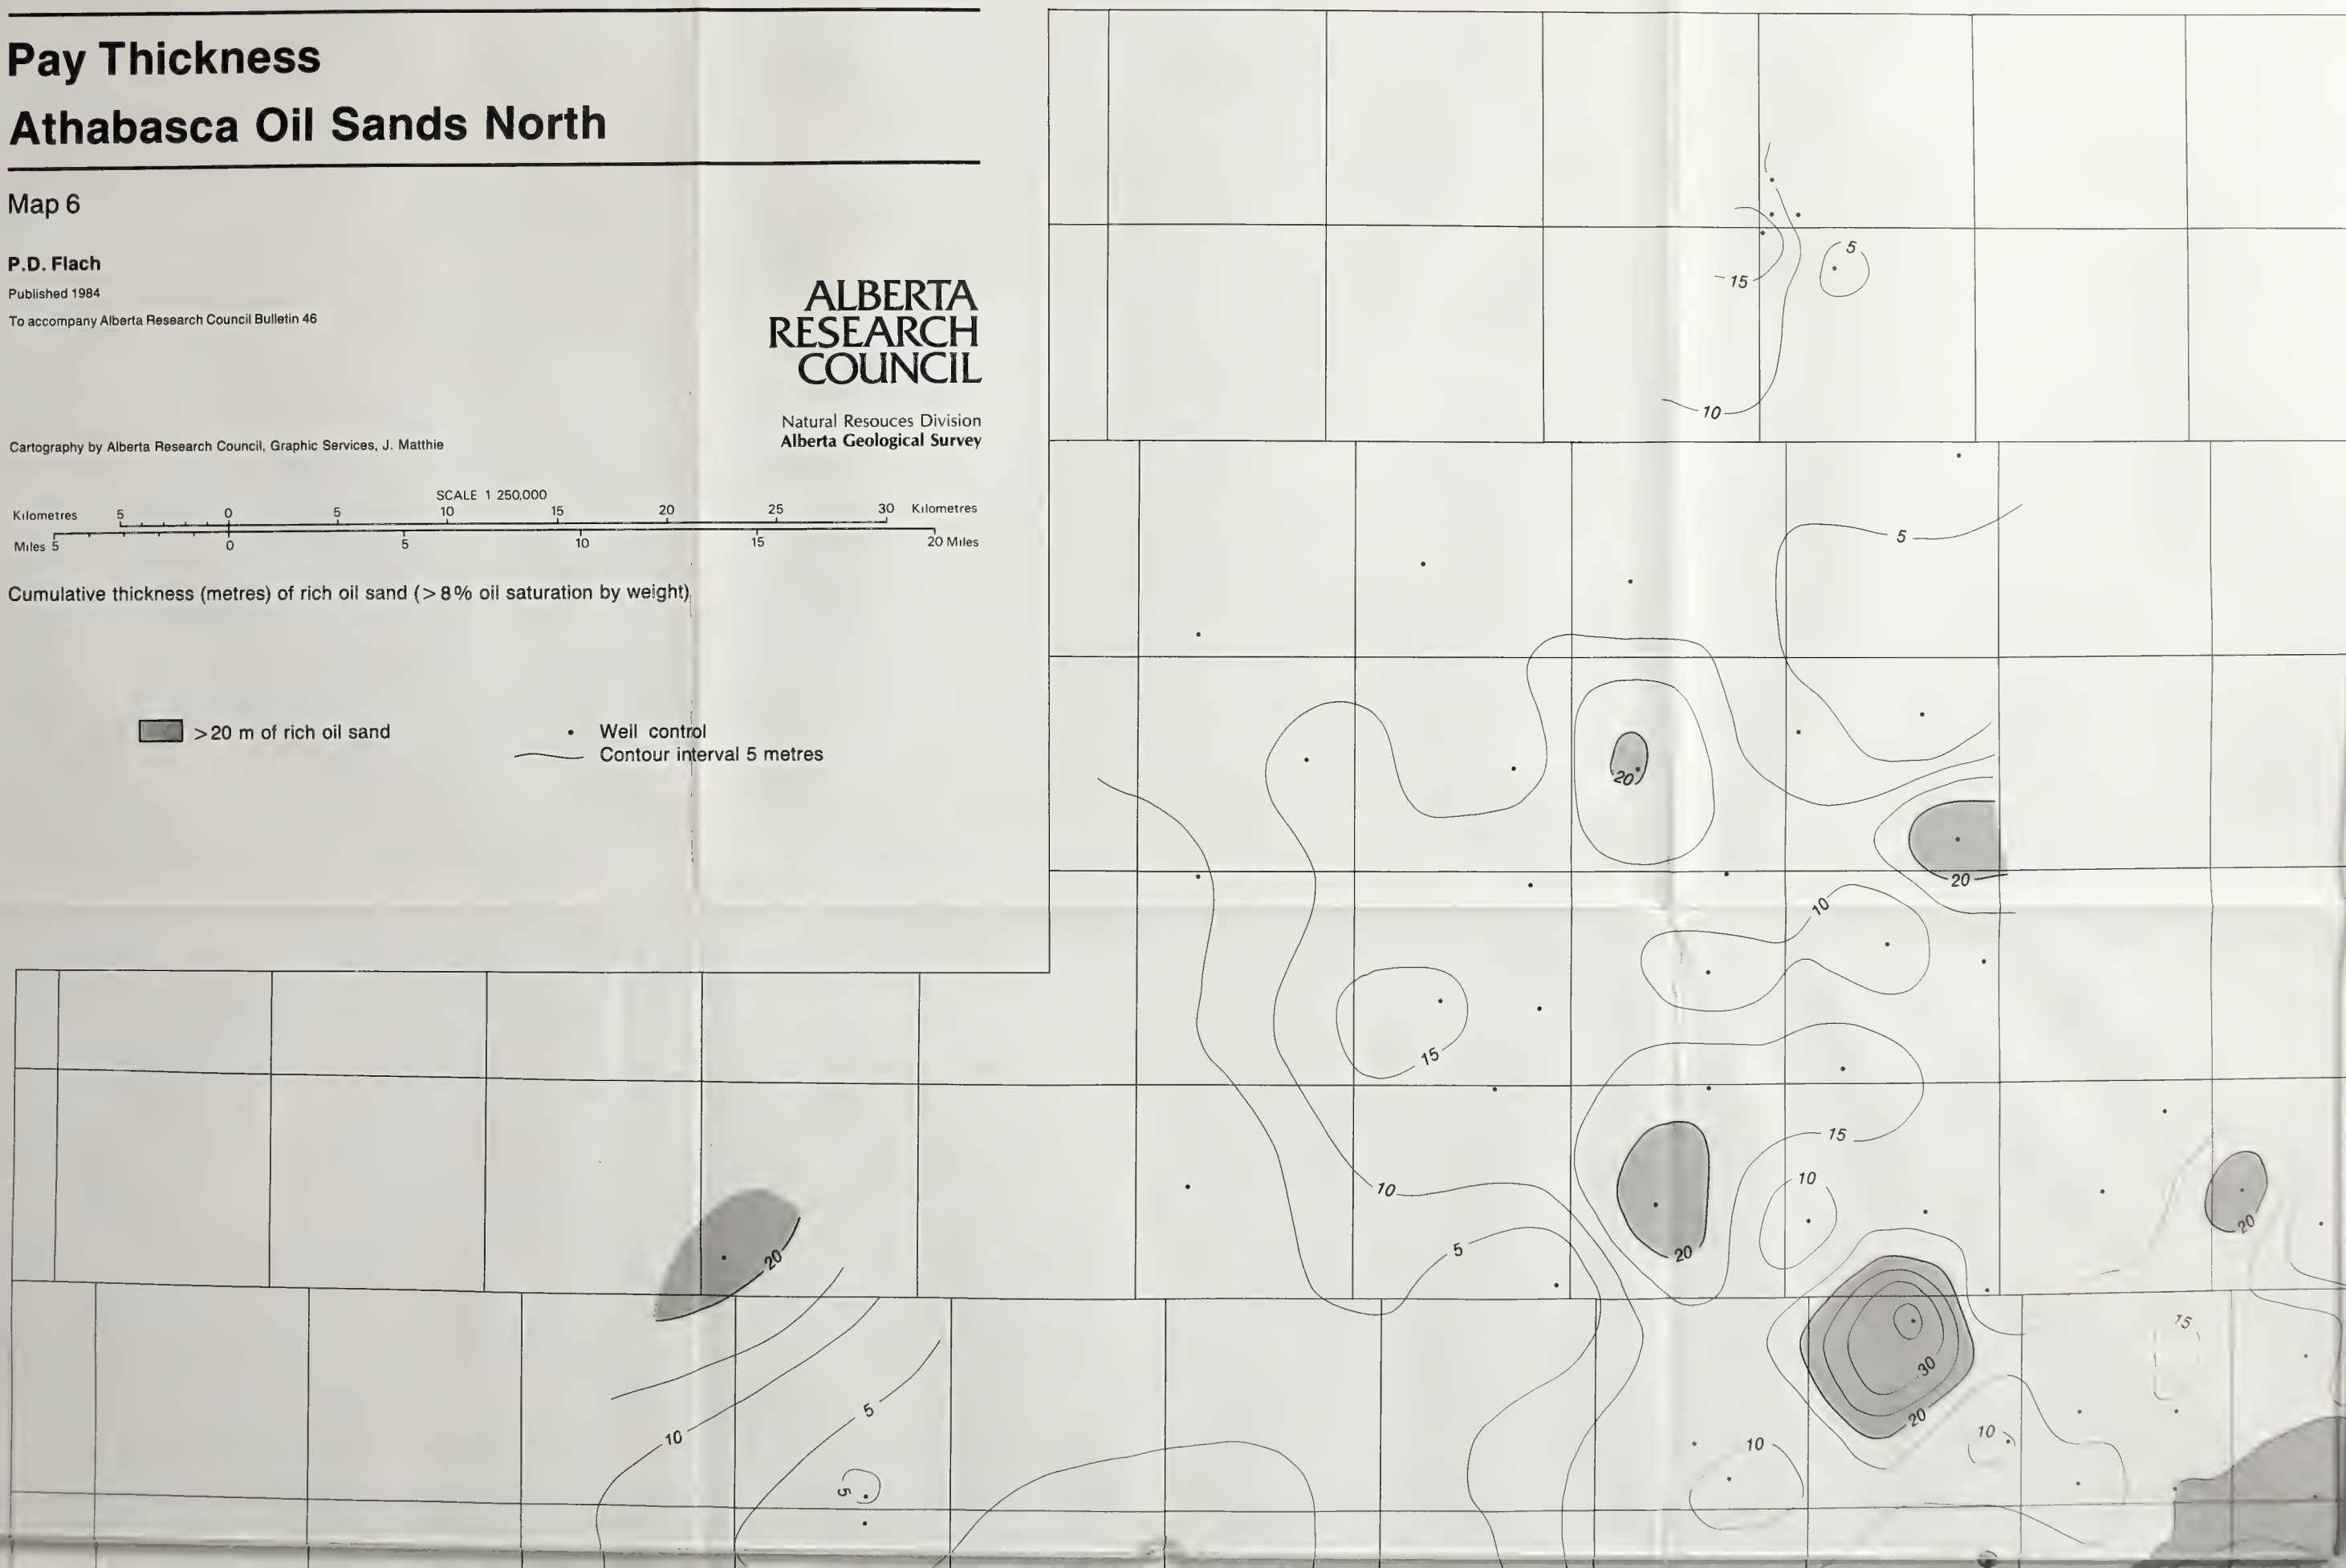 Pay Thickness
Athabasca Oil Sands North
Map 6
P.D. Flach
Published 1984
To accompany Alberta Research Council Bulletin 46
ALBERTA
RESEARCH
COUNCIL
Natural Resouces Division
Alberta Geological Survey
Cartography by Alberta Research Council, Graphic Services, J. Matthie
SCALE 1 250,000
Kilometres 5 0 5 10 15 20 25 30 Kilometres
Miles 5 0 5 10 15 20 Miles
Cumulative thickness (metres) of rich oil sand (>8% oil saturation by weight)
>20 m of rich oil sand
Well control
Contour interval 5 metres
5
15
10
5
20
20
10
15
15
10
10
20
5
20
20
15
30
20
10
5
10
10
5